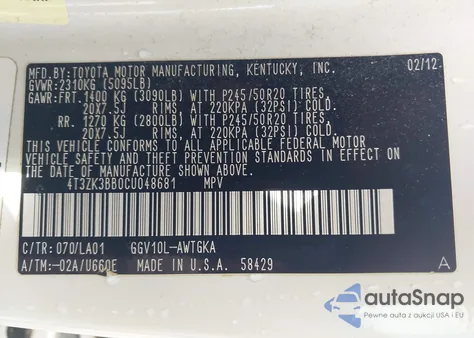 MFD.BY:TOYOTA MOTOR MANUFACTURING, KENTUCKY, INC. 02/12
GVWR:2310KG (5095LB)
GAWR:FRT. 1400 KG (3090LB) WITH P245/50R20 TIRES,
20X7.5J RIMS, AT 220KPA (32PSI) COLD.
RR. 1270 KG (2800LB) WITH P245/50R20 TIRES,
20X7.5J RIMS, AT 220KPA (32PSI) COLD.
THIS VEHICLE CONFORMS TO ALL APPLICABLE FEDERAL MOTOR
VEHICLE SAFETY AND THEFT PREVENTION STANDARDS IN EFFECT ON
THE DATE OF MANUFACTURE SHOWN ABOVE.
4T3ZK3BB0CU048681 MPV
C/TR: 070/LA01 GGV10L-AWTGKA
A/TM:-02A/U660E MADE IN U.S.A. 58429 A
autoSnap
Pewne auta z aukcji USA i EU